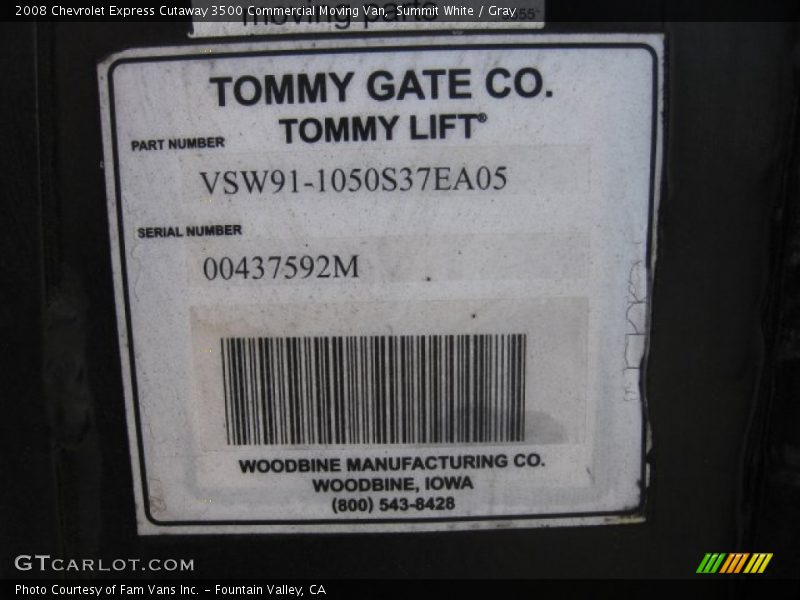 2008 Chevrolet Express Cutaway 3500 Commercial Moving Van, Summit White / Gray
moving parts
TOMMY GATE CO.
TOMMY LIFT®
PART NUMBER
VSW91-1050S37EA05
SERIAL NUMBER
00437592M
WOODBINE MANUFACTURING CO.
WOODBINE, IOWA
(800) 543-8428
GTCARLOT.COM
Photo Courtesy of Fam Vans Inc. – Fountain Valley, CA